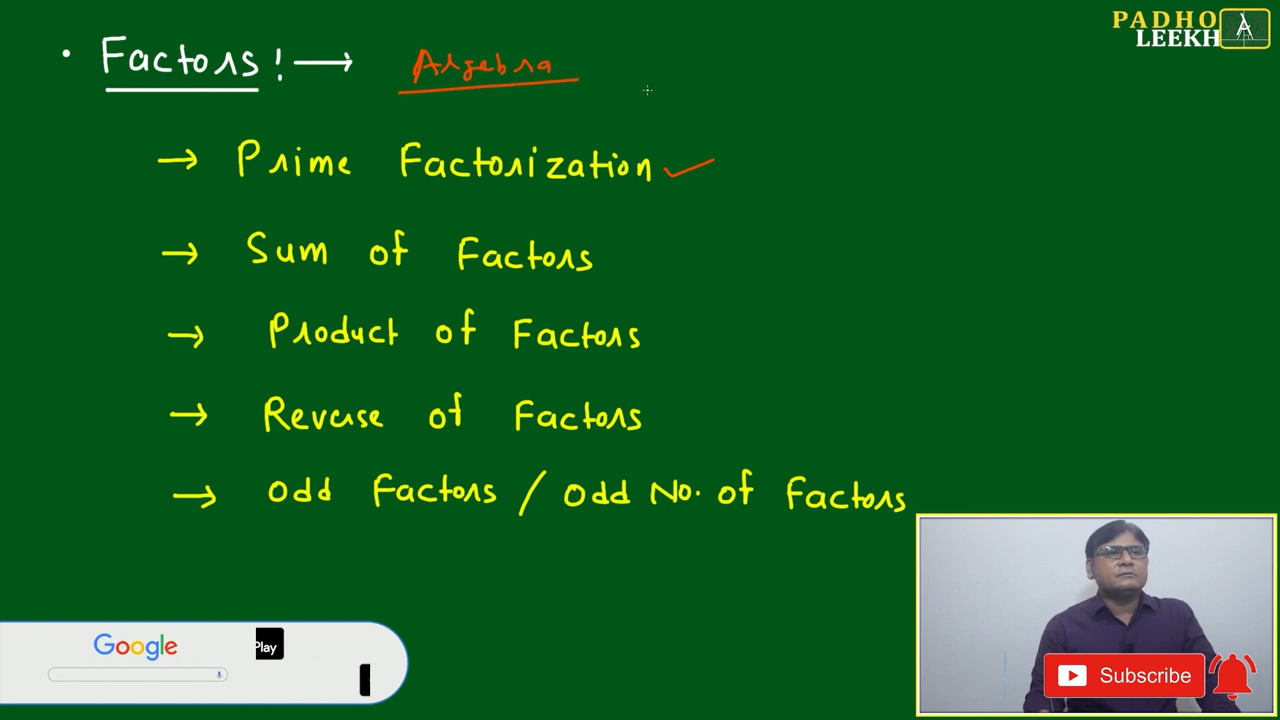 PADHO
LEEKH
• Factors :→ Algebra
→ Prime Factorization ✓
→ Sum of Factors
→ Product of Factors
→ Reverse of Factors
→ Odd Factors / Odd No. of Factors
Google
Play
Subscribe